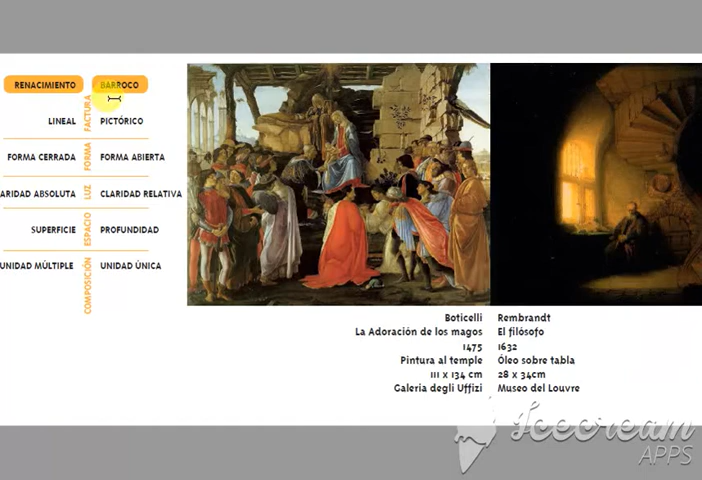 RENACIMIENTO BARROCO
FACTURA
LINEAL PICTÓRICO
FORMA
FORMA CERRADA FORMA ABIERTA
LUZ
ARIDAD ABSOLUTA CLARIDAD RELATIVA
ESPACIO
SUPERFICIE PROFUNDIDAD
COMPOSICIÓN
UNIDAD MÚLTIPLE UNIDAD ÚNICA
Boticelli
La Adoración de los magos
1475
Pintura al temple
111 x 134 cm
Galeria degli Uffizi
Rembrandt
El filósofo
1632
Óleo sobre tabla
28 x 34cm
Museo del Louvre
Icecream
APPS